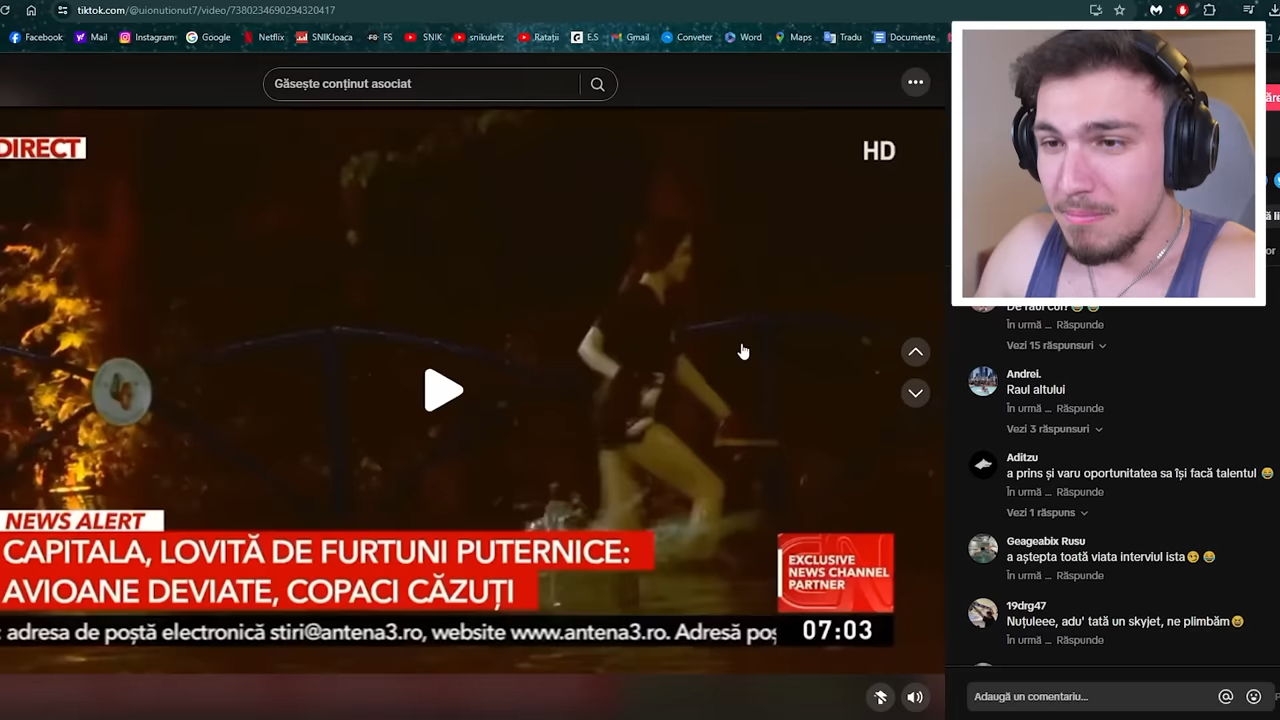 tiktok.com/@uionutionut7/video/7380234690294320417
Facebook Mail Instagram Google Netflix SNIKJoaca FS SNIK snikuletz Rataţii E.S Gmail Conveter Word Maps Tradu Documente
Găsește conținut asociat
DIRECT
HD
NEWS ALERT
CAPITALA, LOVITĂ DE FURTUNI PUTERNICE:
AVIOANE DEVIATE, COPACI CĂZUȚI
EXCLUSIVE
NEWS CHANNEL
PARTNER
: adresa de poștă electronică stiri@antena3.ro, website www.antena3.ro. Adresă poș
07:03
În urmă ... Răspunde
Vezi 15 răspunsuri
Andrei.
Raul altului
În urmă ... Răspunde
Vezi 3 răspunsuri
Aditzu
a prins și varu oportunitatea sa își facă talentul 😂
În urmă ... Răspunde
Vezi 1 răspuns
Geageabix Rusu
a aștepta toată viata interviul ista😏 😂
În urmă ... Răspunde
19drg47
Nuțuleee, adu' tată un skyjet, ne plimbăm😆
În urmă ... Răspunde
Adaugă un comentariu...